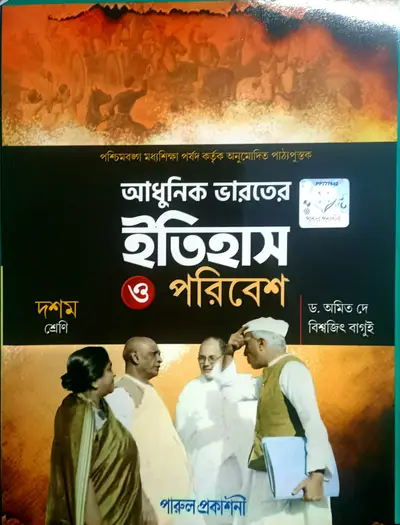 পশ্চিমবঙ্গ মধ্যশিক্ষা পর্ষদ কর্তৃক অনুমোদিত পাঠ্যপুস্তক
আধুনিক ভারতের
ইতিহাস
ও পরিবেশ
দশম
শ্রেণি
ড. অমিত দে
বিশ্বজিৎ বাগুই
পারুল প্রকাশনী